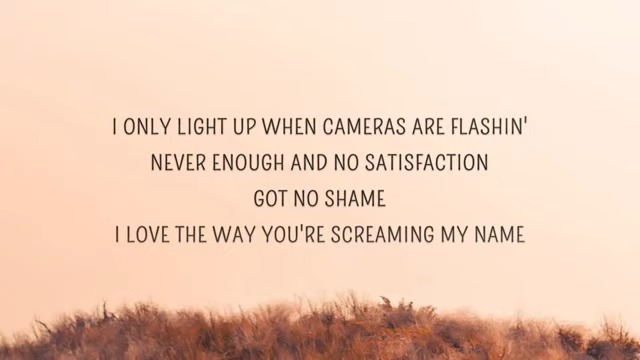 I ONLY LIGHT UP WHEN CAMERAS ARE FLASHIN'
NEVER ENOUGH AND NO SATISFACTION
GOT NO SHAME
I LOVE THE WAY YOU'RE SCREAMING MY NAME